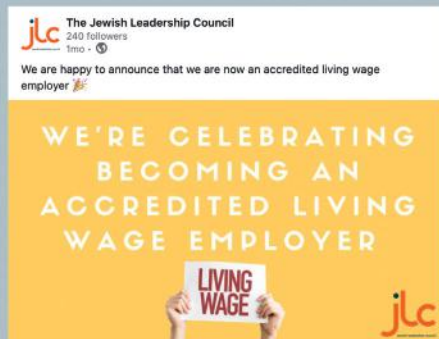 jlc
The Jewish Leadership Council
240 followers
1mo •
We are happy to announce that we are now an accredited living wage
employer 🎉
WE'RE CELEBRATING
BECOMING AN
ACCREDITED LIVING
WAGE EMPLOYER
LIVING
WAGE
jlc